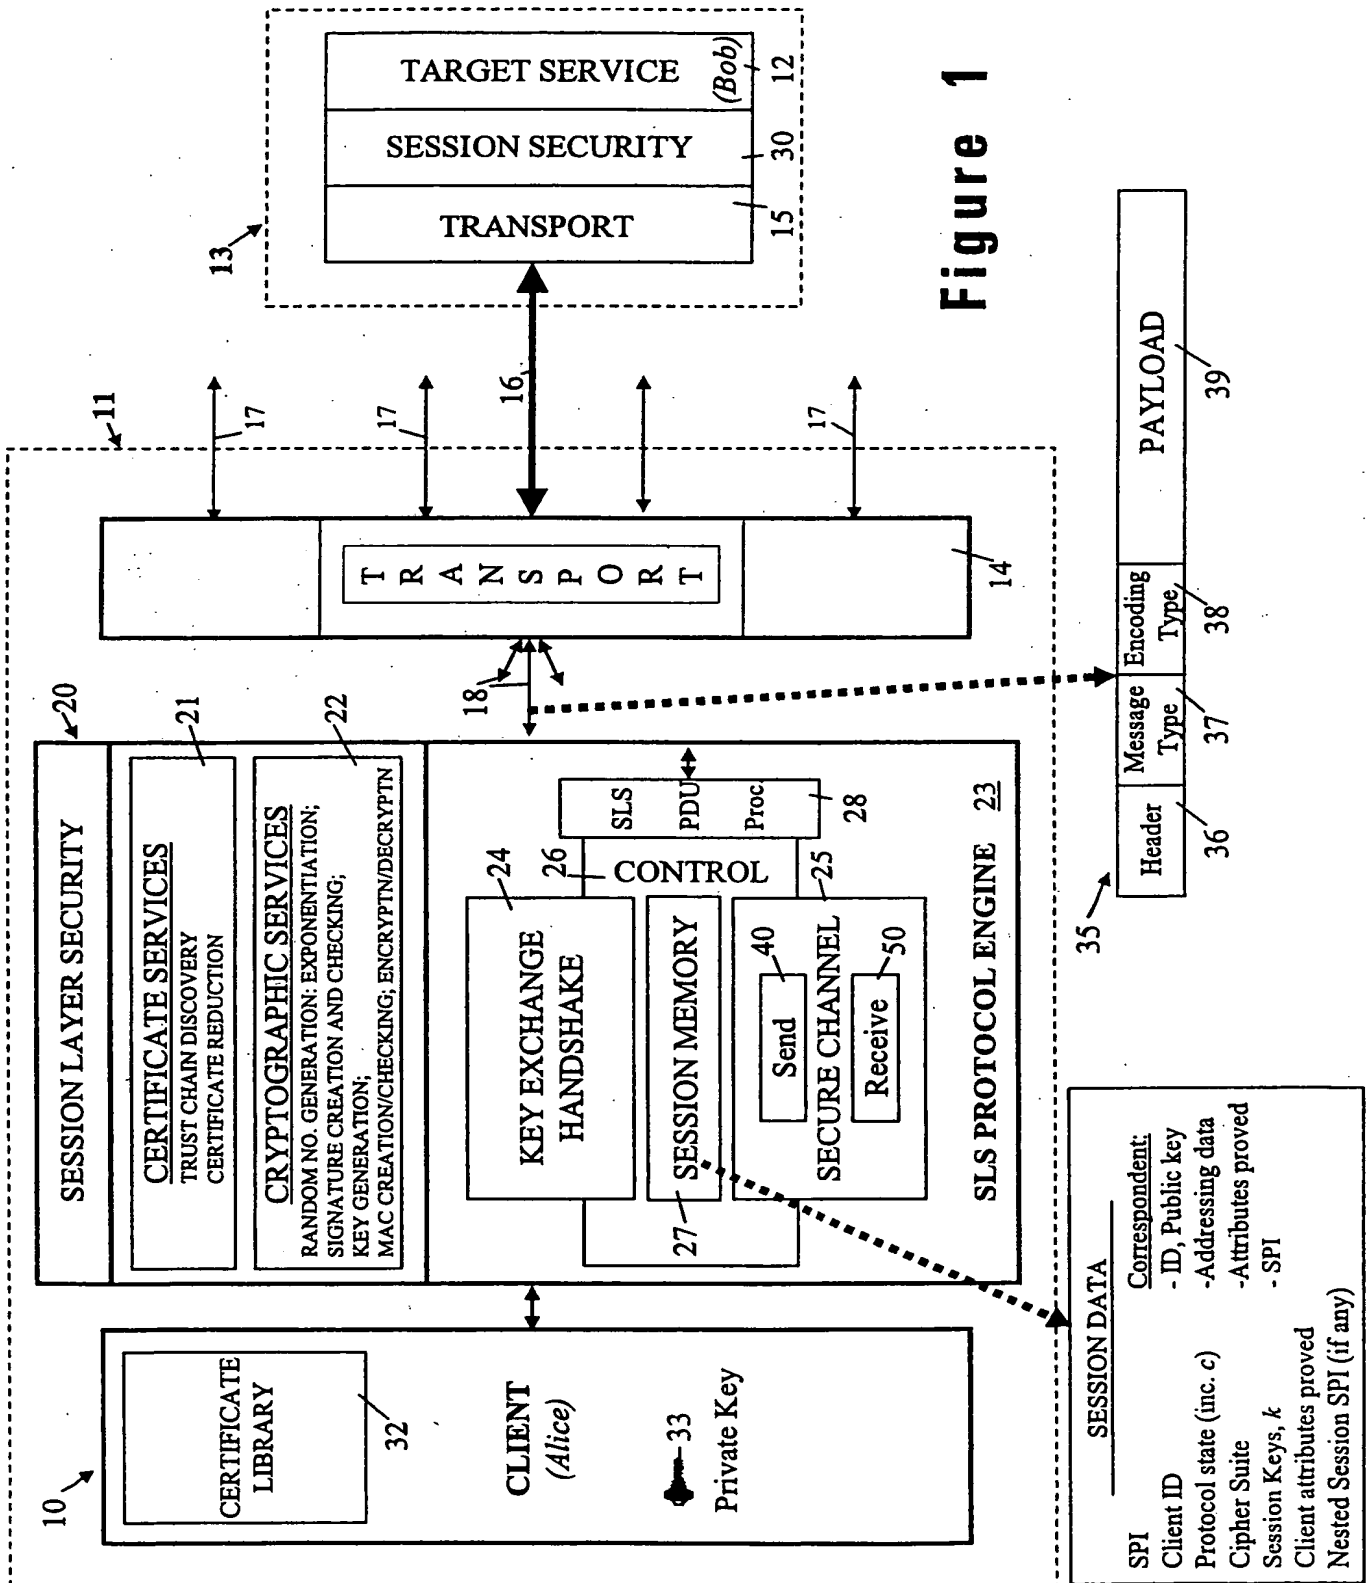 10
CERTIFICATE
LIBRARY
32
CLIENT
(Alice)
33
Private Key
20
SESSION LAYER SECURITY
CERTIFICATE SERVICES
TRUST CHAIN DISCOVERY
CERTIFICATE REDUCTION
21
CRYPTOGRAPHIC SERVICES
RANDOM NO. GENERATION: EXPONENTIATION;
SIGNATURE CREATION AND CHECKING;
KEY GENERATION;
MAC CREATION/CHECKING; ENCRYPTN/DECRYPTN
22
KEY EXCHANGE
HANDSHAKE
24
26
CONTROL
SESSION MEMORY
27
25
SECURE CHANNEL
Send
40
Receive
50
SLS
PDU
Proc.
28
SLS PROTOCOL ENGINE
23
18
TRANSPORT
14
11
17
17
16
17
13
TRANSPORT
15
SESSION SECURITY
30
TARGET SERVICE
(Bob)
12
SESSION DATA
SPI
Client ID
Protocol state (inc. c)
Cipher Suite
Session Keys, k
Client attributes proved
Nested Session SPI (if any)
Correspondent:
- ID, Public key
-Addressing data
-Attributes proved
- SPI
35
Header
36
Message
Type
37
Encoding
Type
38
PAYLOAD
39
Figure 1